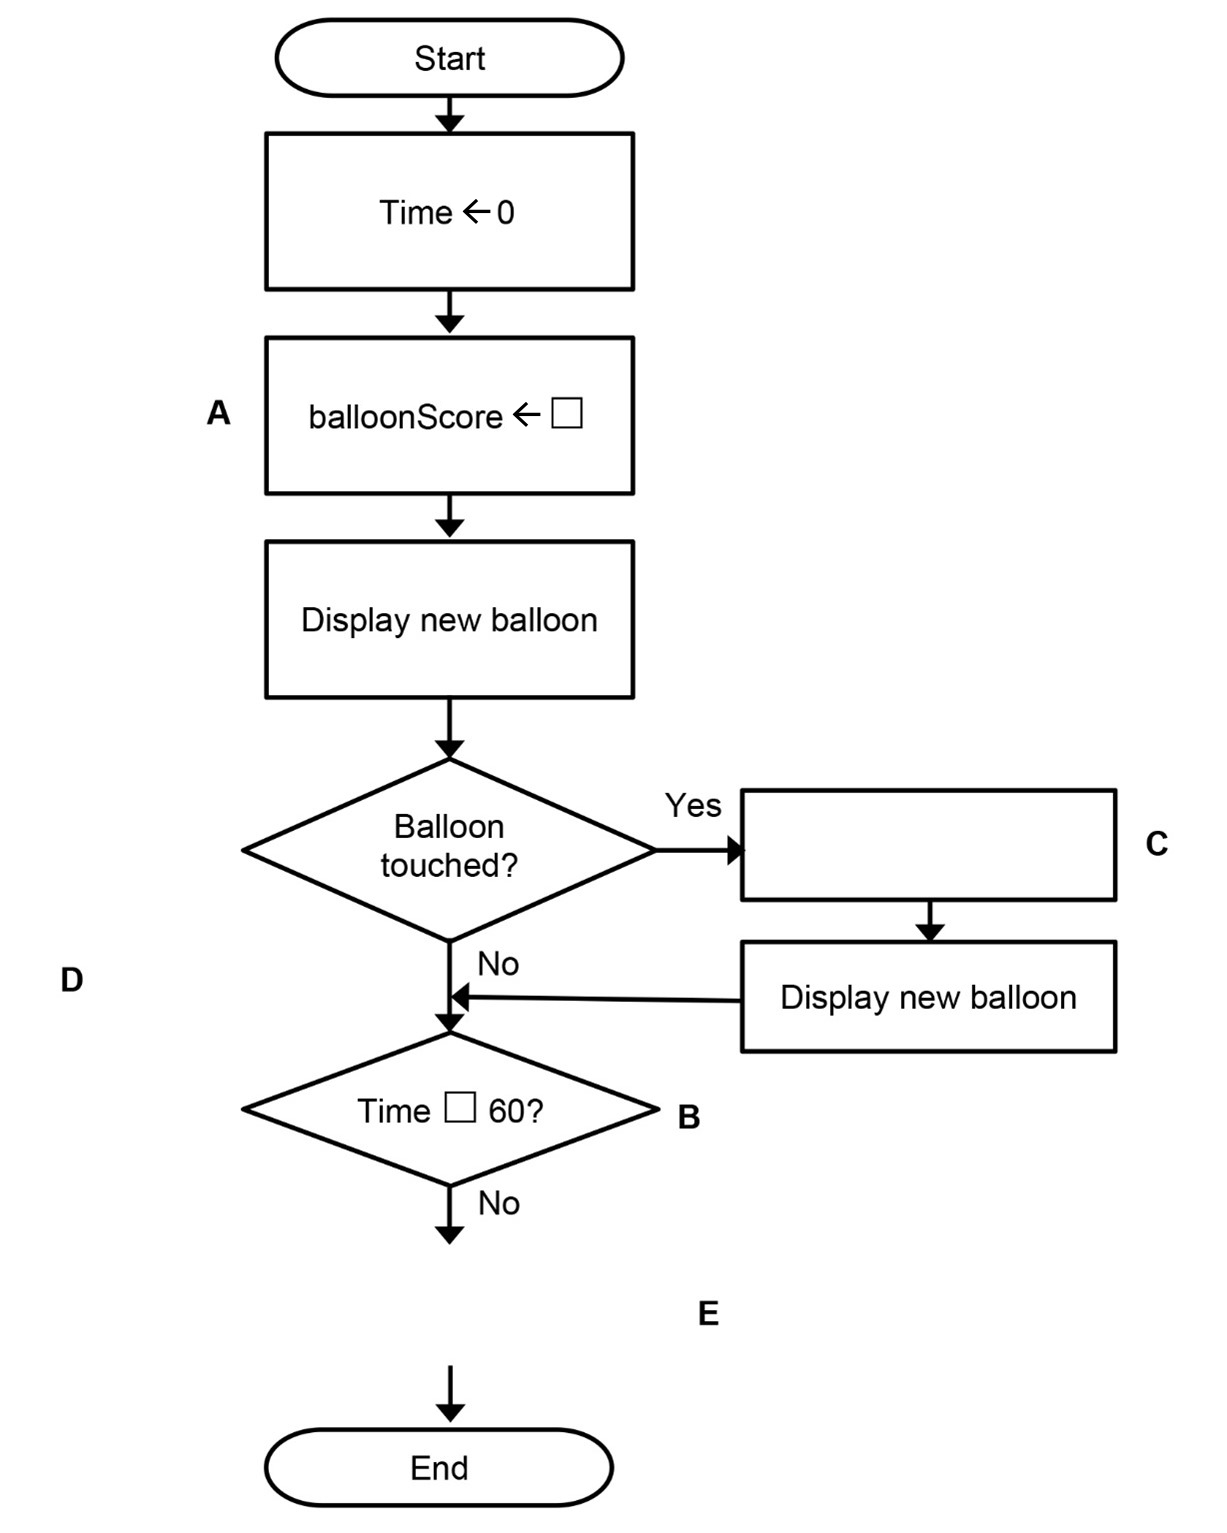 Start
Time ← 0
A
balloonScore ← □
Display new balloon
Balloon
touched?
Yes
C
No
D
Display new balloon
Time □ 60?
B
No
E
End